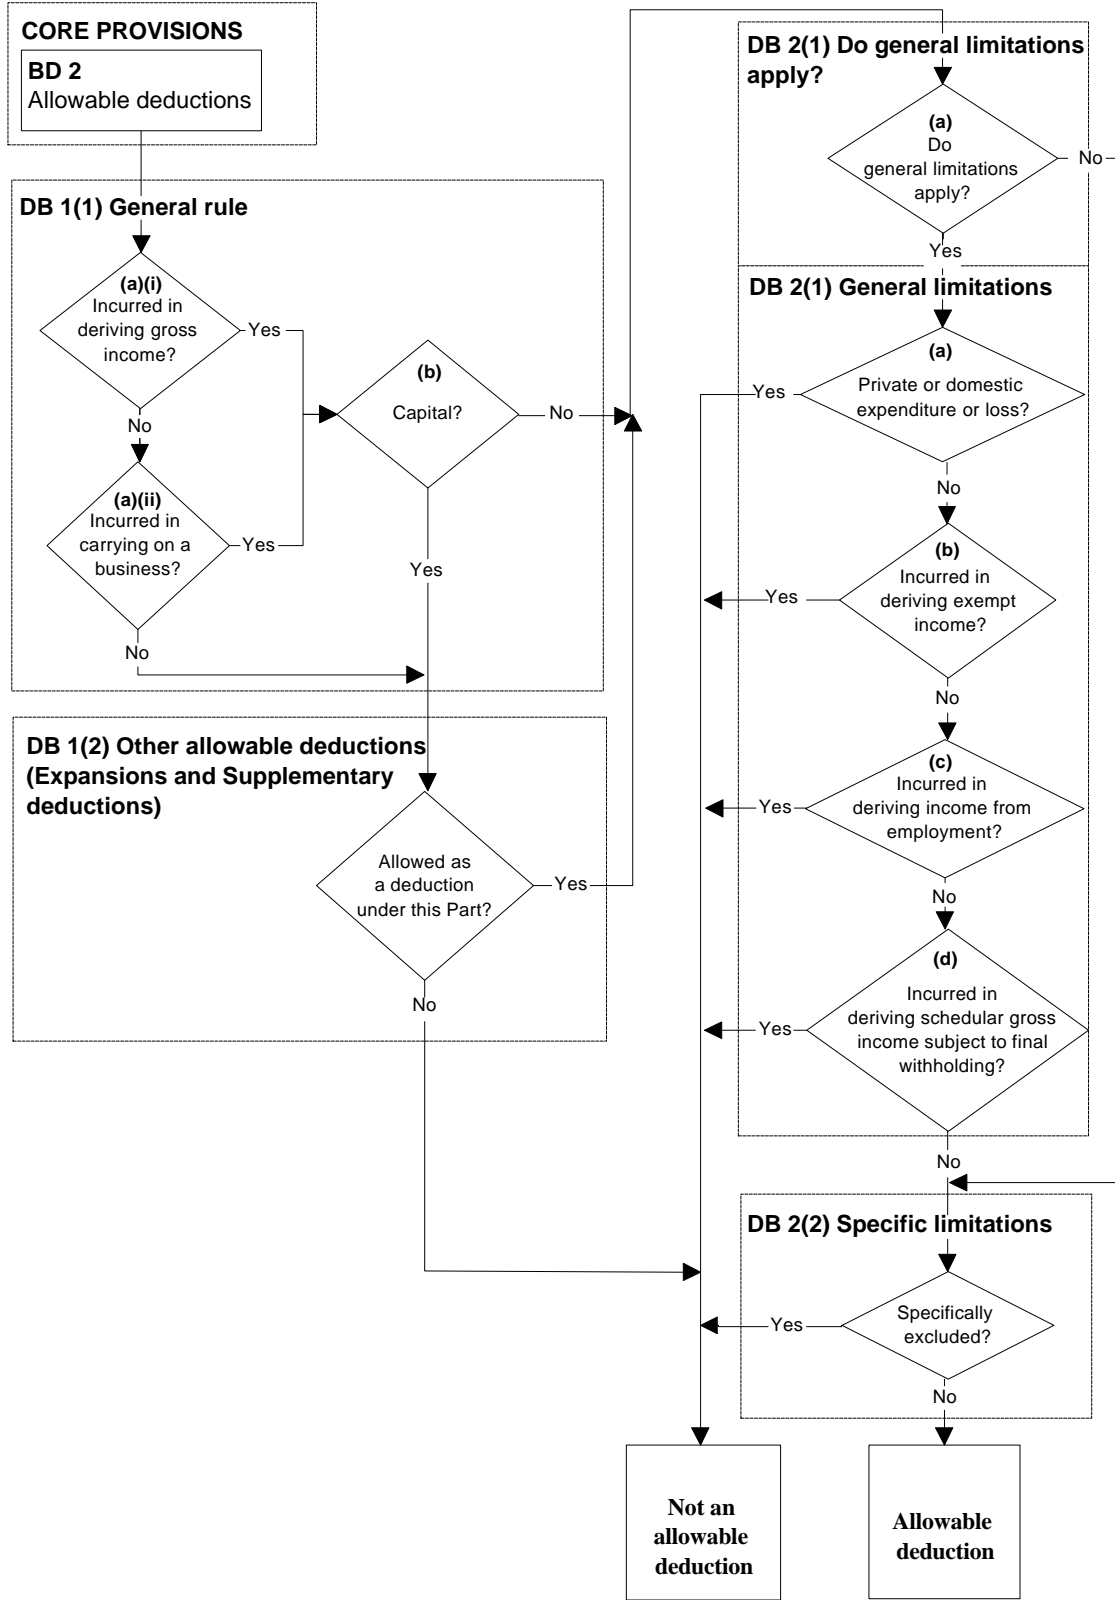 CORE PROVISIONS
BD 2
Allowable deductions
DB 1(1) General rule
(a)(i)
Incurred in
deriving gross
income?
Yes
No
(a)(ii)
Incurred in
carrying on a
business?
Yes
No
(b)
Capital?
No
Yes
DB 1(2) Other allowable deductions
(Expansions and Supplementary
deductions)
Allowed as
a deduction
under this Part?
Yes
No
DB 2(1) Do general limitations
apply?
(a)
Do
general limitations
apply?
No
Yes
DB 2(1) General limitations
(a)
Private or domestic
expenditure or loss?
Yes
No
(b)
Incurred in
deriving exempt
income?
Yes
No
(c)
Incurred in
deriving income from
employment?
Yes
No
(d)
Incurred in
deriving schedular gross
income subject to final
withholding?
Yes
No
DB 2(2) Specific limitations
Specifically
excluded?
Yes
No
Not an
allowable
deduction
Allowable
deduction